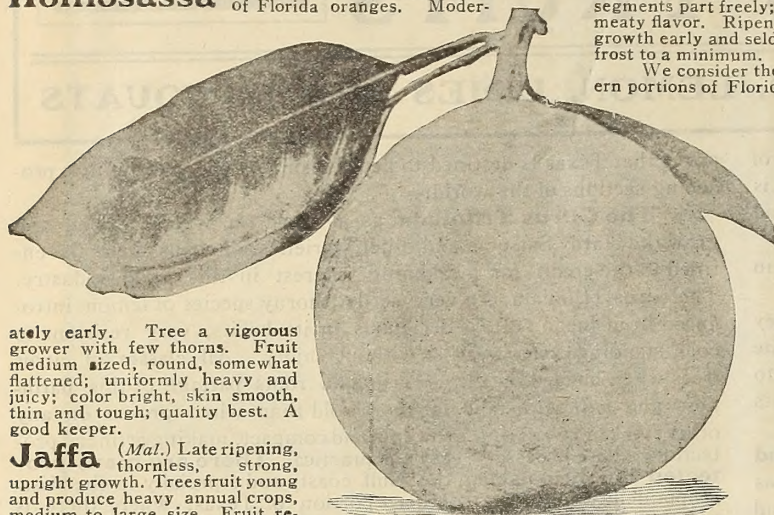 Homosassa of Florida oranges. Moder-
ately early. Tree a vigorous
grower with few thorns. Fruit
medium sized, round, somewhat
flattened; uniformly heavy and
juicy; color bright, skin smooth,
thin and tough; quality best. A
good keeper.
Jaffa (Mal.) Late ripening,
thornless, strong,
upright growth. Trees fruit young
and produce heavy annual crops,
medium to large size. Fruit re-
segments part freely;
meaty flavor. Ripen
growth early and seld
frost to a minimum.
We consider the
ern portions of Florid